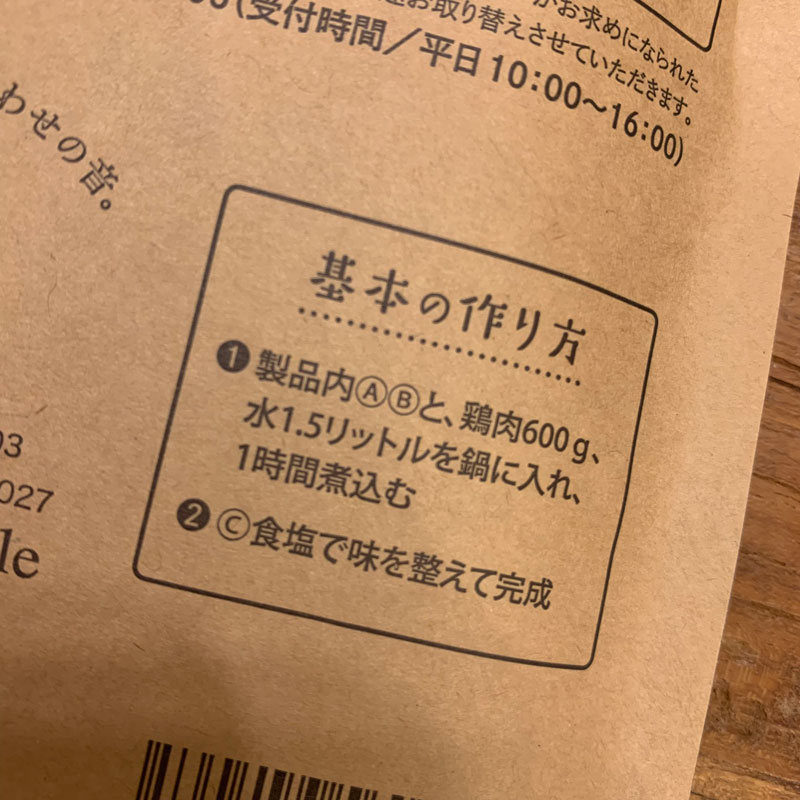 お求めになられた
お取り替えさせていただきます。
(受付時間／平日10:00〜16:00)
わせの音。
基本の作り方
❶製品内ⒶⒷと、鶏肉600g、
水1.5リットルを鍋に入れ、
1時間煮込む
❷Ⓒ食塩で味を整えて完成
03
027
le